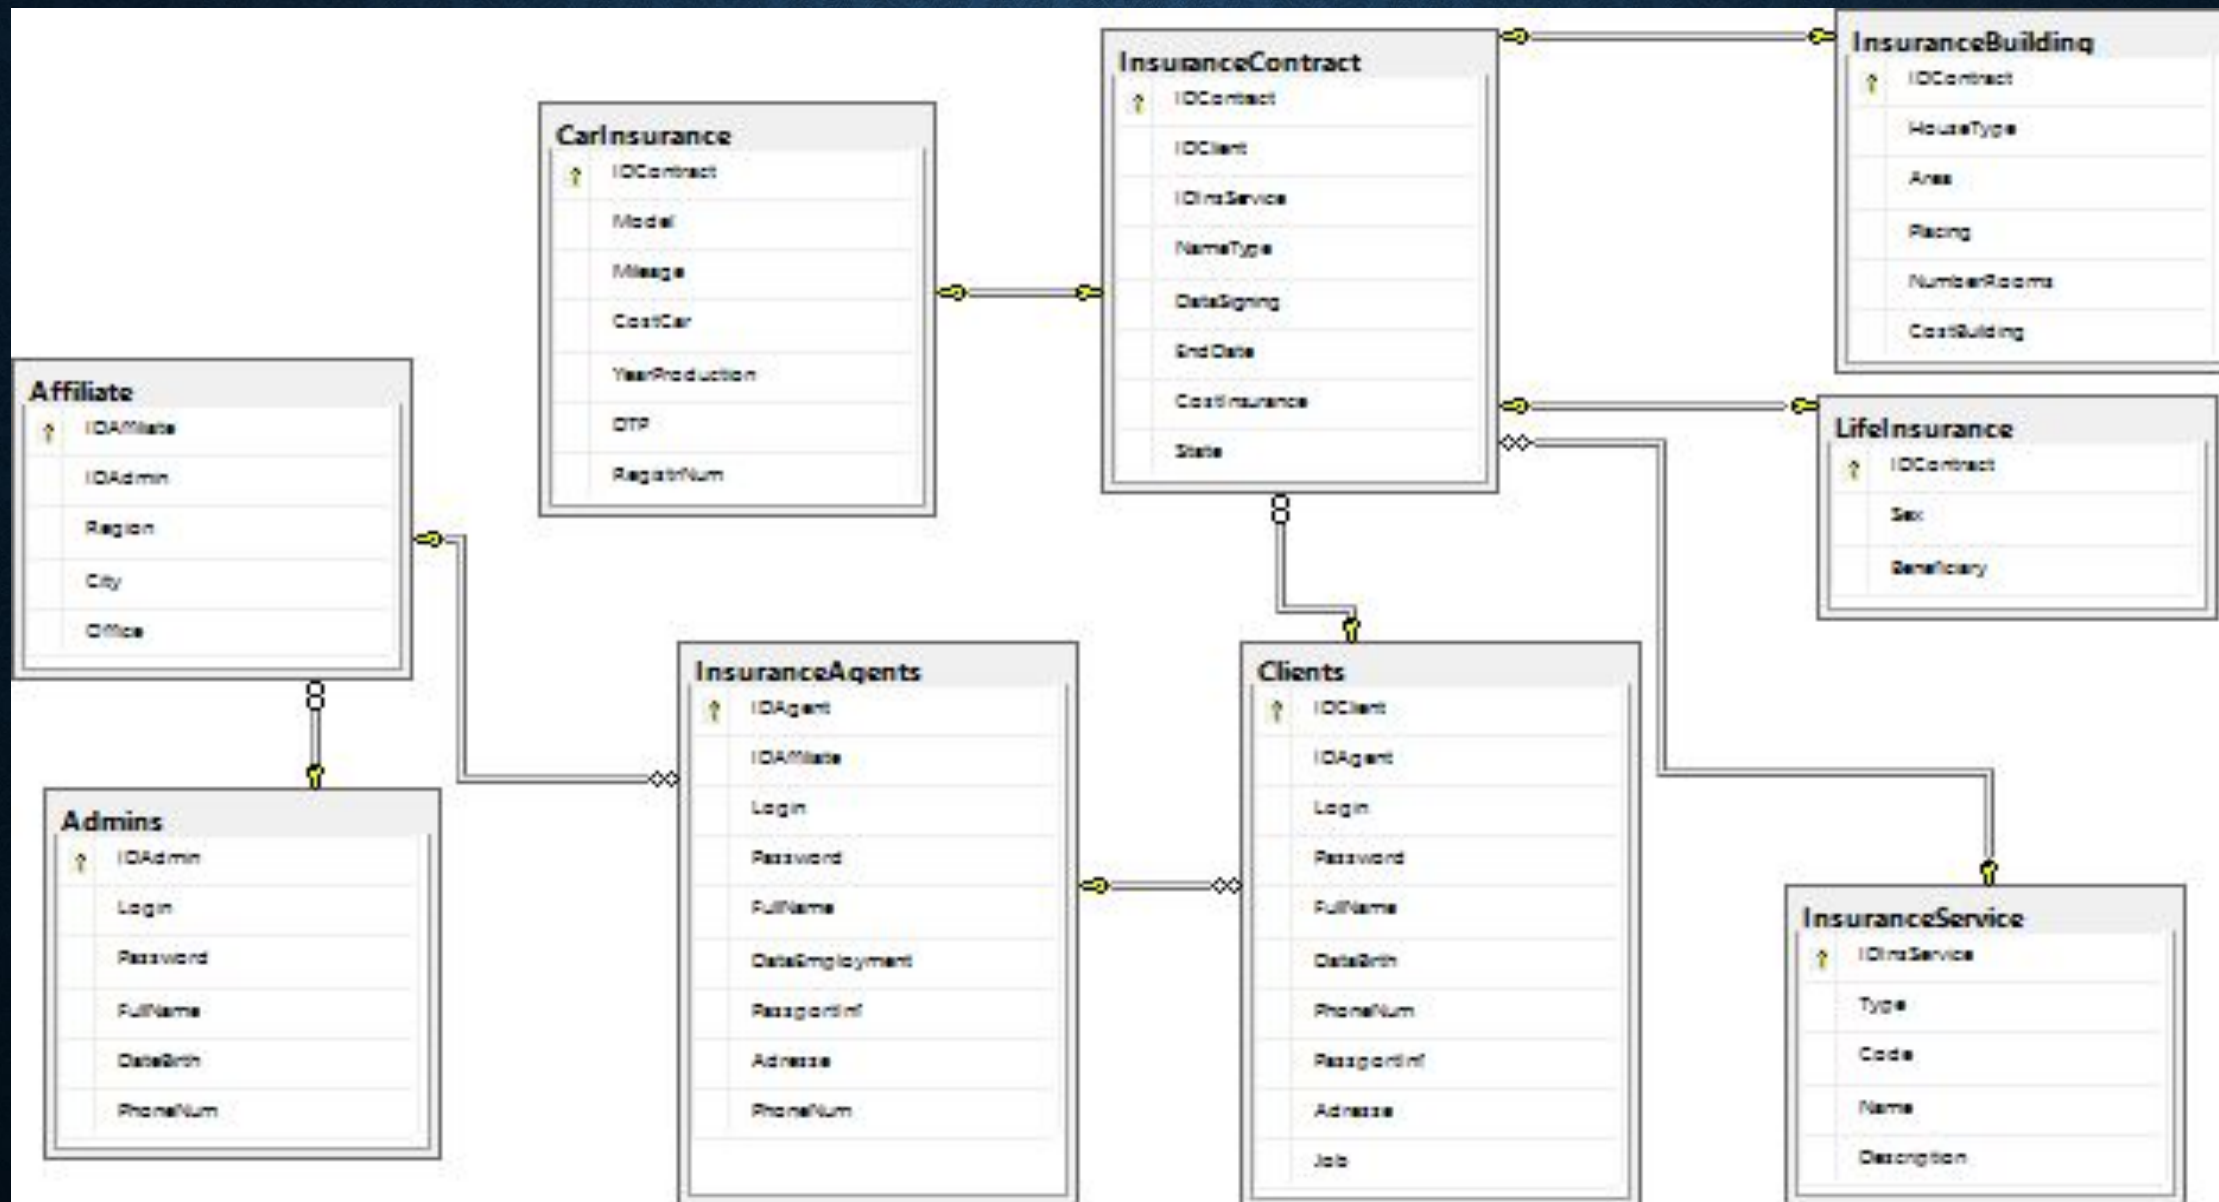 InsuranceContract
IDContract
IDClient
IDInsService
NameType
DataSigning
EndDate
CostInsurance
State
InsuranceBuilding
IDContract
HouseType
Area
NumberRooms
CostBuilding
CarInsurance
IDContract
Model
Mileage
CostCar
YearProduction
DTP
RegistrNum
Affiliate
IDAffiliate
IDAdmin
Region
City
Office
LifeInsurance
IDContract
Sex
Beneficiary
Admins
IDAdmin
Login
Password
FullName
DateBirth
PhoneNum
InsuranceAgents
IDAgent
IDAffiliate
Login
Password
FullName
DateEmployment
PassportInf
Adresse
PhoneNum
Clients
IDClient
IDAgent
Login
Password
FullName
DateBirth
PhoneNum
PassportInf
Adresse
Job
InsuranceService
IDInsService
Type
Code
Name
Description